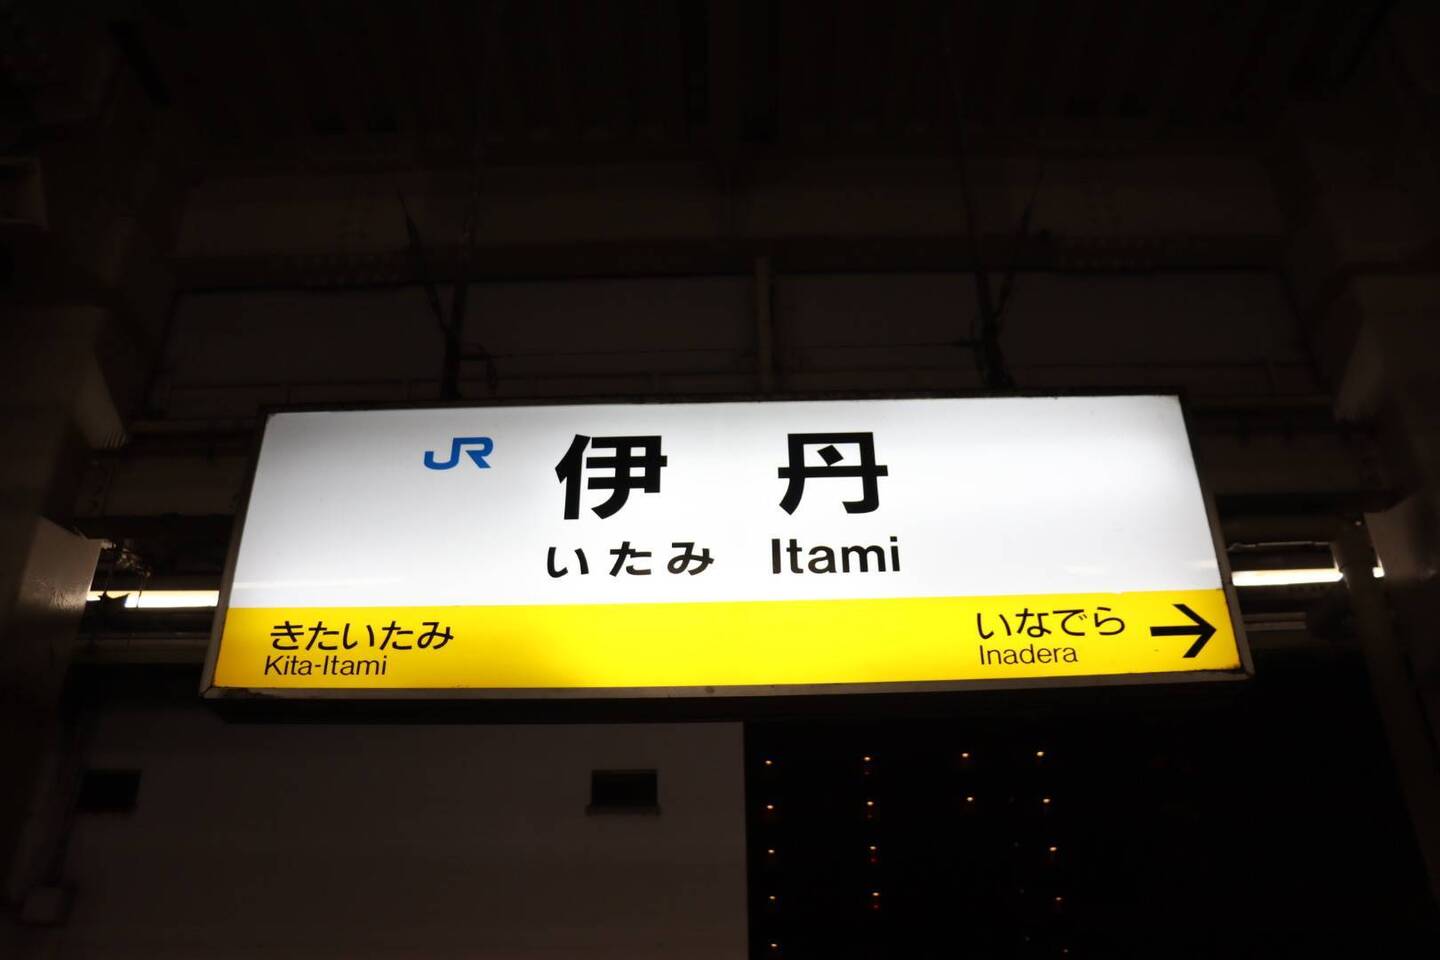 JR 伊丹
いたみ Itami
きたいたみ いなでら →
Kita-Itami Inadera